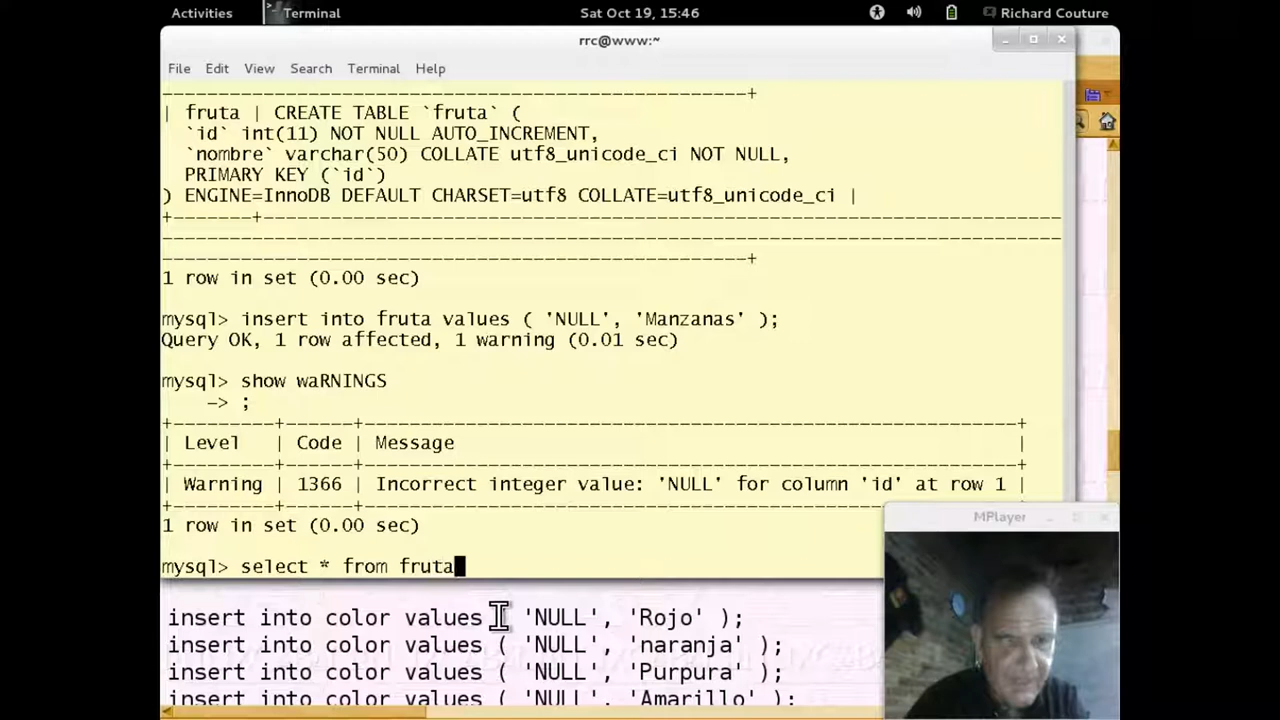 Activities Terminal Sat Oct 19, 15:46 Richard Couture
rrc@www:~
File Edit View Search Terminal Help
-----------------------------------------------------+
| fruta | CREATE TABLE `fruta` (
`id` int(11) NOT NULL AUTO_INCREMENT,
`nombre` varchar(50) COLLATE utf8_unicode_ci NOT NULL,
PRIMARY KEY (`id`)
) ENGINE=InnoDB DEFAULT CHARSET=utf8 COLLATE=utf8_unicode_ci |
+-------+------------------------------------------------------------------------
---------------------------------------------------------------------------------
-----------------------------------------------------+
1 row in set (0.00 sec)
mysql> insert into fruta values ( 'NULL', 'Manzanas' );
Query OK, 1 row affected, 1 warning (0.01 sec)
mysql> show waRNINGS
-> ;
+---------+------+----------------------------------------------------------+
| Level | Code | Message |
+---------+------+----------------------------------------------------------+
| Warning | 1366 | Incorrect integer value: 'NULL' for column 'id' at row 1 |
+---------+------+----------------------------------------------------------+
1 row in set (0.00 sec)
MPlayer
mysql> select * from fruta
insert into color values 'NULL', 'Rojo' );
insert into color values ( 'NULL', 'naranja' );
insert into color values ( 'NULL', 'Purpura' );
insert into color values ( 'NULL', 'Amarillo' );